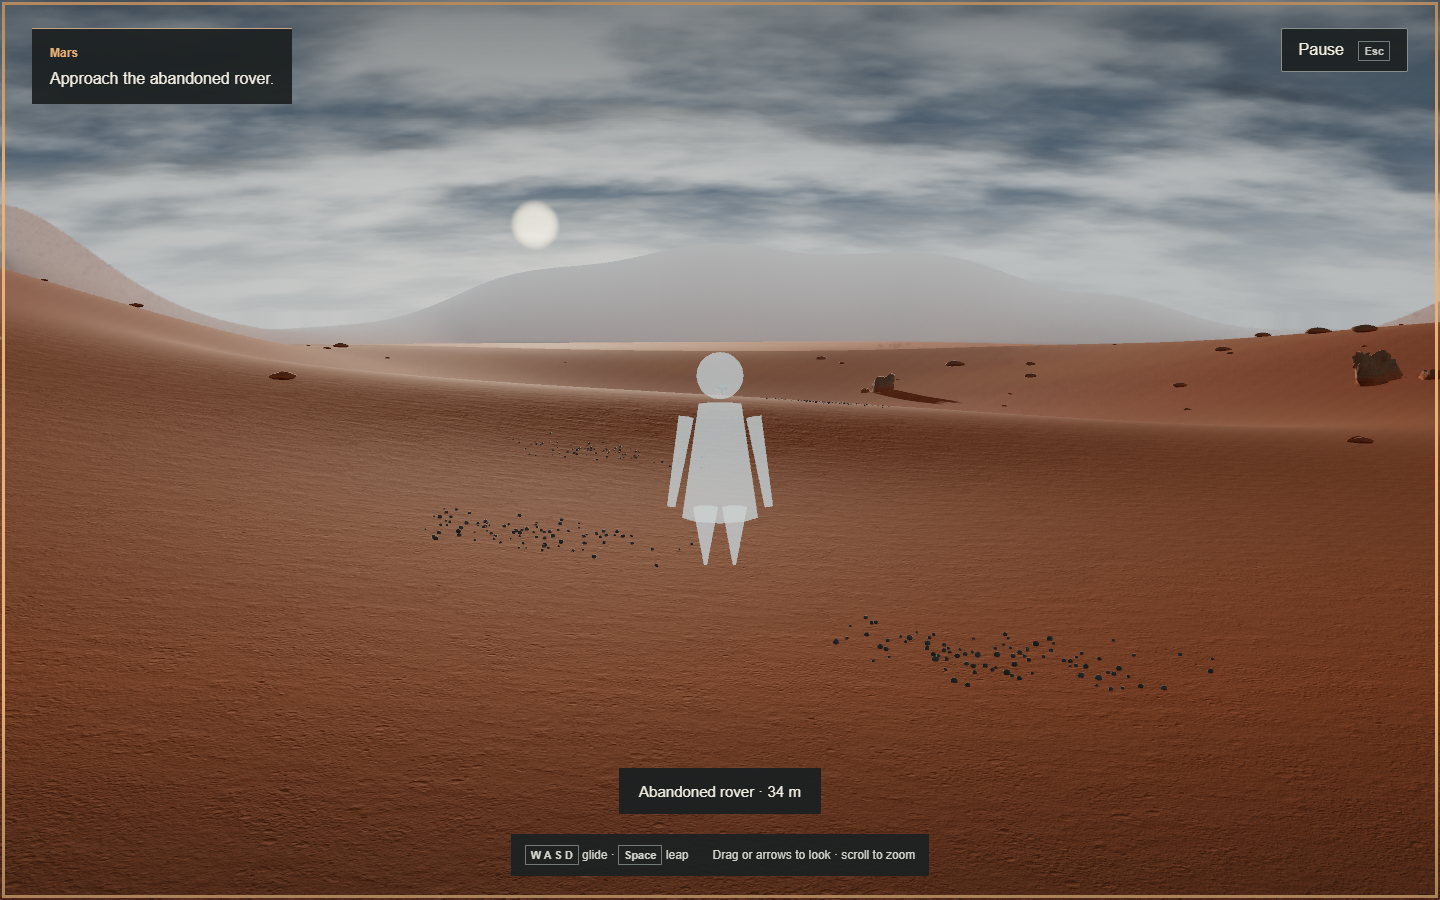 Mars
Approach the abandoned rover.
Pause Esc
Abandoned rover · 34 m
W A S D glide · Space leap Drag or arrows to look · scroll to zoom